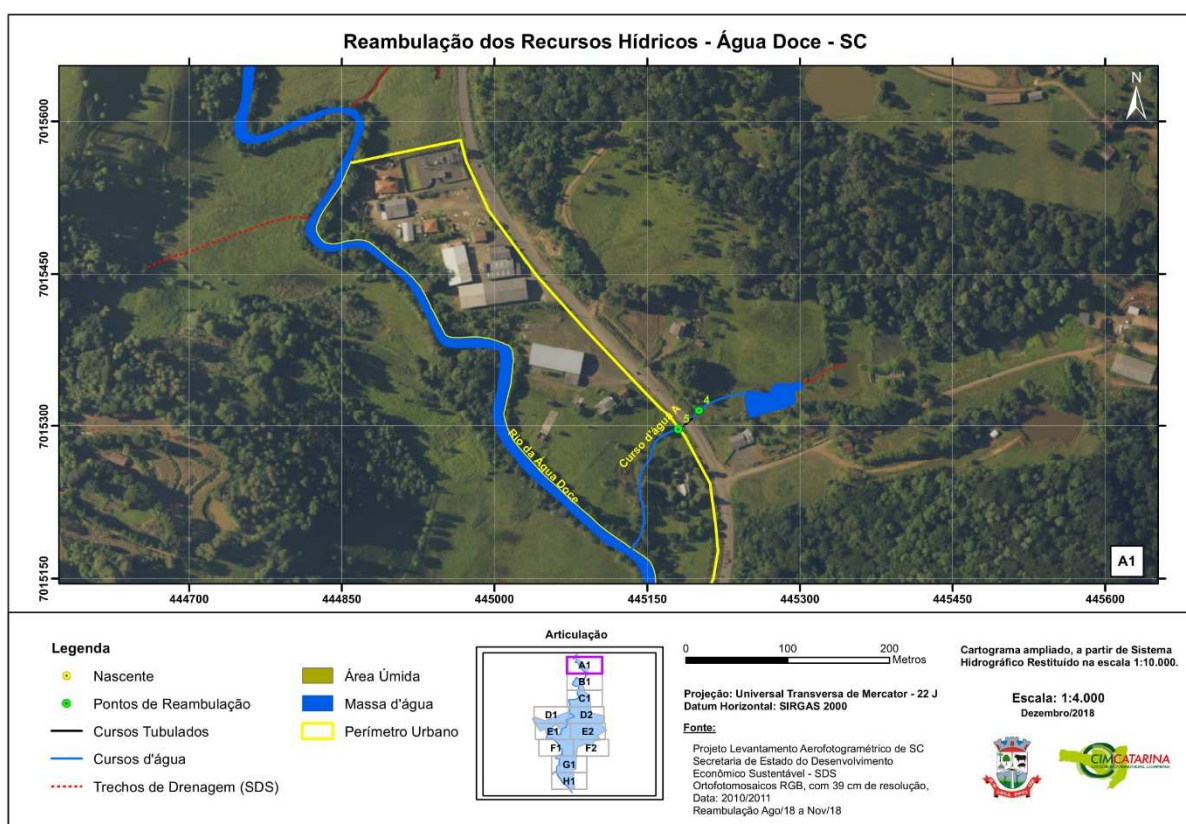 Reambulação dos Recursos Hídricos - Água Doce - SC
N
7015600
7015450
7015300
7015150
4
5
Curso d'água A
Rio da Água Doce
A1
444700
444850
445000
445150
445300
445450
445600
Legenda
Nascente
Pontos de Reambulação
Cursos Tubulados
Cursos d'água
Trechos de Drenagem (SDS)
Área Úmida
Massa d'água
Perímetro Urbano
Articulação
A1
B1
C1
D1
D2
E1
E2
F1
F2
G1
H1
0
100
200
Metros
Projeção: Universal Transversa de Mercator - 22 J
Datum Horizontal: SIRGAS 2000
Fonte:
Projeto Levantamento Aerofotogramétrico de SC
Secretaria de Estado do Desenvolvimento
Econômico Sustentável - SDS
Ortofotomosaicos RGB, com 39 cm de resolução,
Data: 2010/2011
Reambulação Ago/18 a Nov/18
Cartograma ampliado, a partir de Sistema
Hidrográfico Restituído na escala 1:10.000.
Escala: 1:4.000
Dezembro/2018
CIMCATARINA